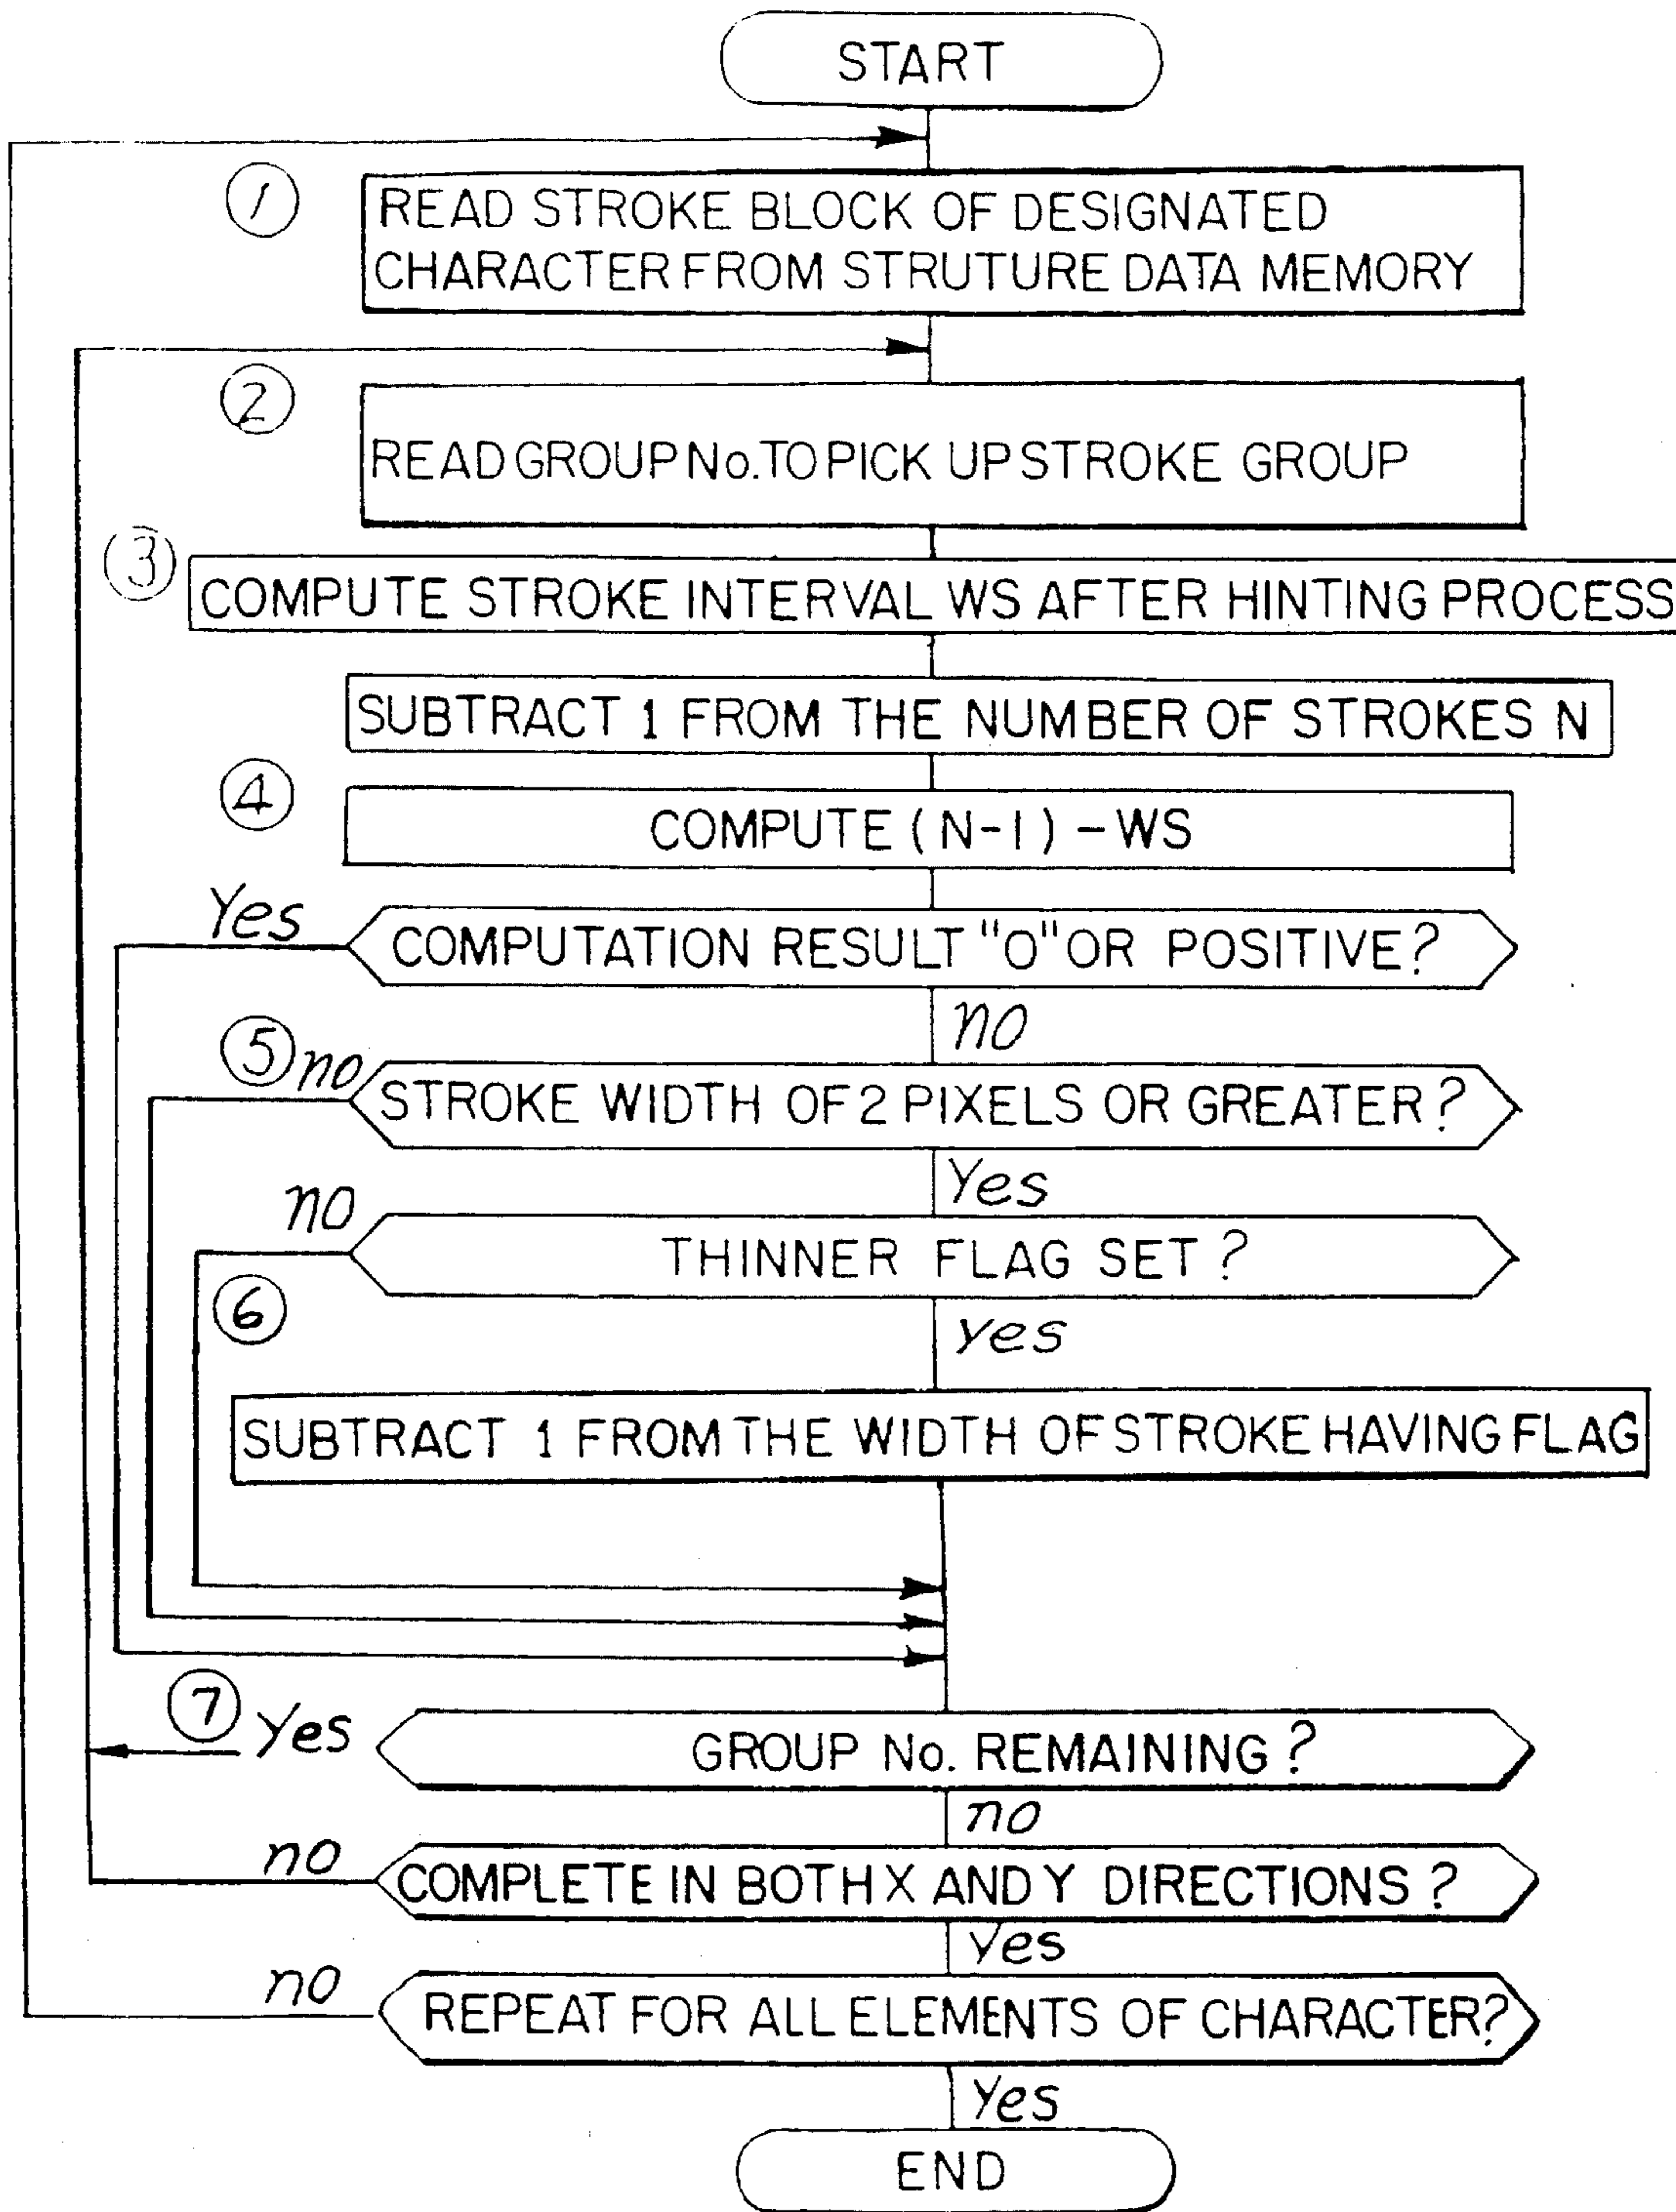 START
①
READ STROKE BLOCK OF DESIGNATED
CHARACTER FROM STRUTURE DATA MEMORY
②
READ GROUP No. TO PICK UP STROKE GROUP
③
COMPUTE STROKE INTERVAL WS AFTER HINTING PROCESS
SUBTRACT 1 FROM THE NUMBER OF STROKES N
④
COMPUTE (N-1) - WS
Yes
COMPUTATION RESULT "0" OR POSITIVE?
no
⑤ no
STROKE WIDTH OF 2 PIXELS OR GREATER?
Yes
no
THINNER FLAG SET?
⑥
yes
SUBTRACT 1 FROM THE WIDTH OF STROKE HAVING FLAG
⑦ Yes
GROUP No. REMAINING?
no
no
COMPLETE IN BOTH X AND Y DIRECTIONS?
Yes
no
REPEAT FOR ALL ELEMENTS OF CHARACTER?
Yes
END